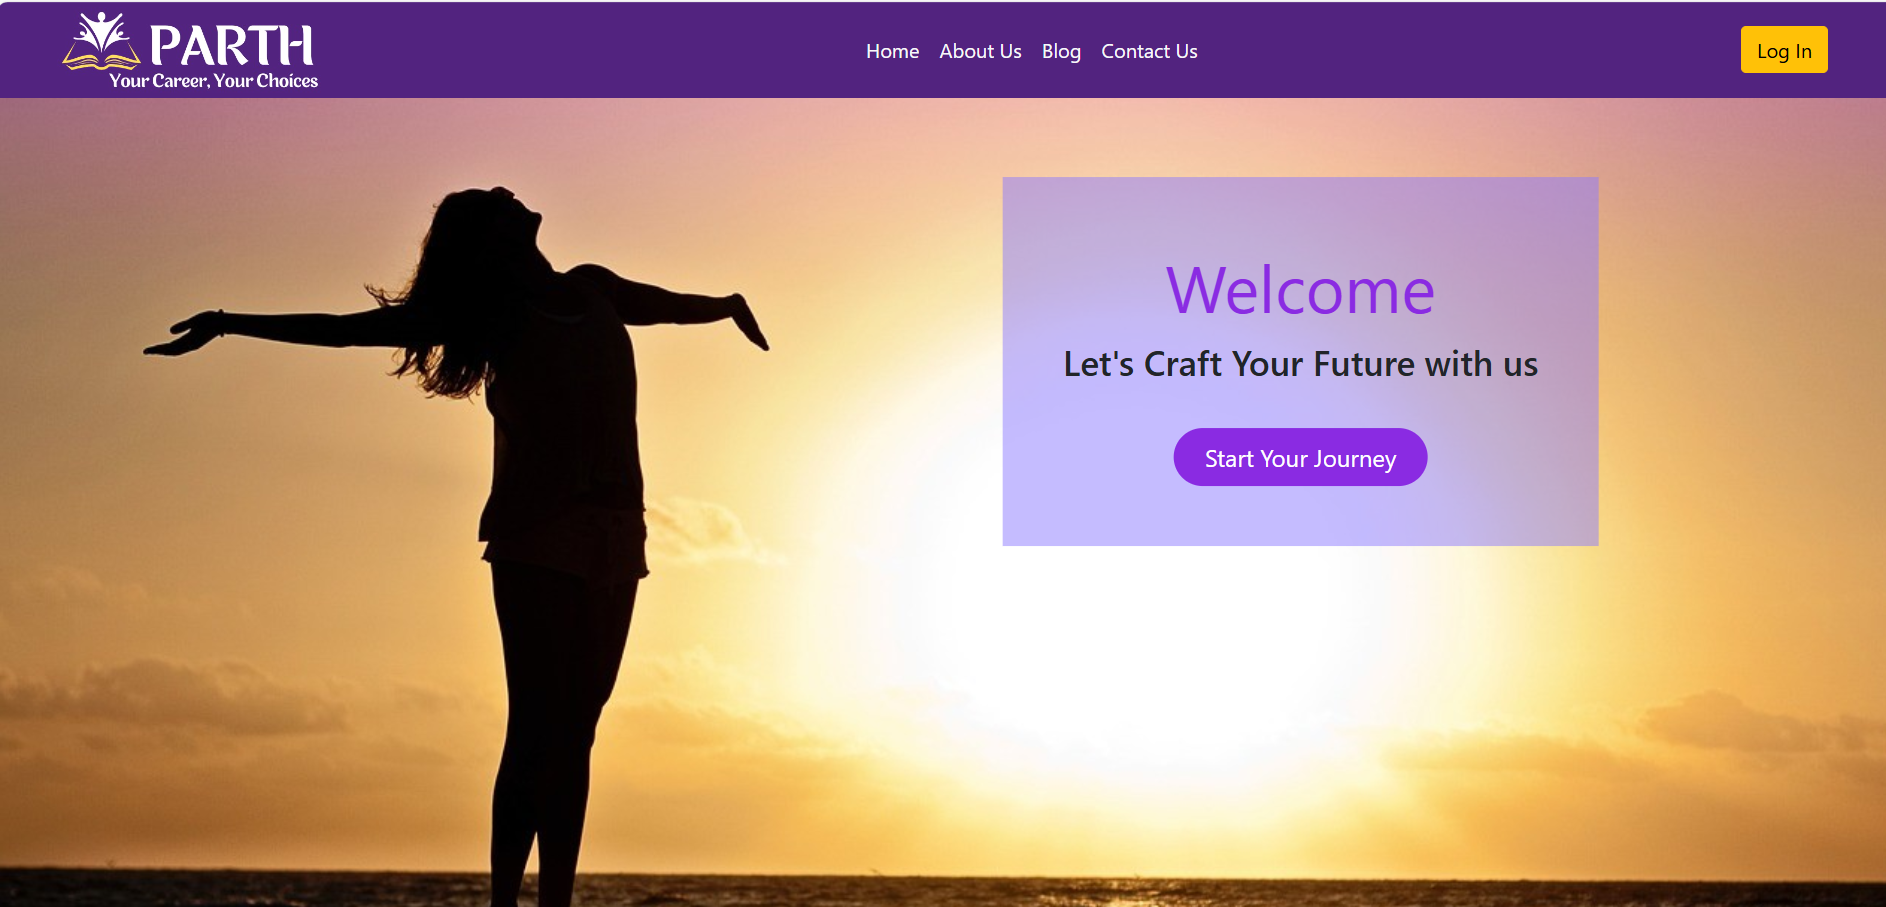 PARTH
Your Career, Your Choices
Home About Us Blog Contact Us
Log In
Welcome
Let's Craft Your Future with us
Start Your Journey